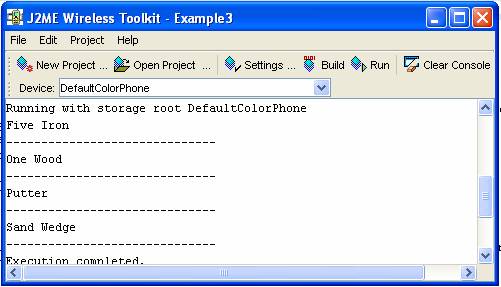 J2ME Wireless Toolkit - Example3
File Edit Project Help
New Project ... Open Project ... Settings ... Build Run Clear Console
Device: DefaultColorPhone
Running with storage root DefaultColorPhone
Five Iron
------------------------------
One Wood
------------------------------
Putter
------------------------------
Sand Wedge
------------------------------
Execution completed.